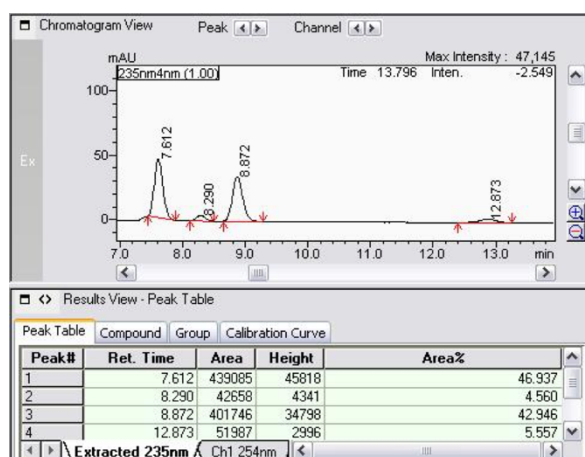 Chromatogram View Peak Channel
mAU
235nm4nm (1.00)
Max Intensity : 47,145
Time 13.796 Inten. -2.549
100
50
0
7.612
8.290
8.872
12.873
7.0 8.0 9.0 10.0 11.0 12.0 13.0 min
Ex
Results View - Peak Table
Peak Table Compound Group Calibration Curve
Peak# Ret. Time Area Height Area%
1 7.612 439085 45818 46.937
2 8.290 42658 4341 4.560
3 8.872 401746 34798 42.946
4 12.873 51987 2996 5.557
Extracted 235nm Ch1 254nm